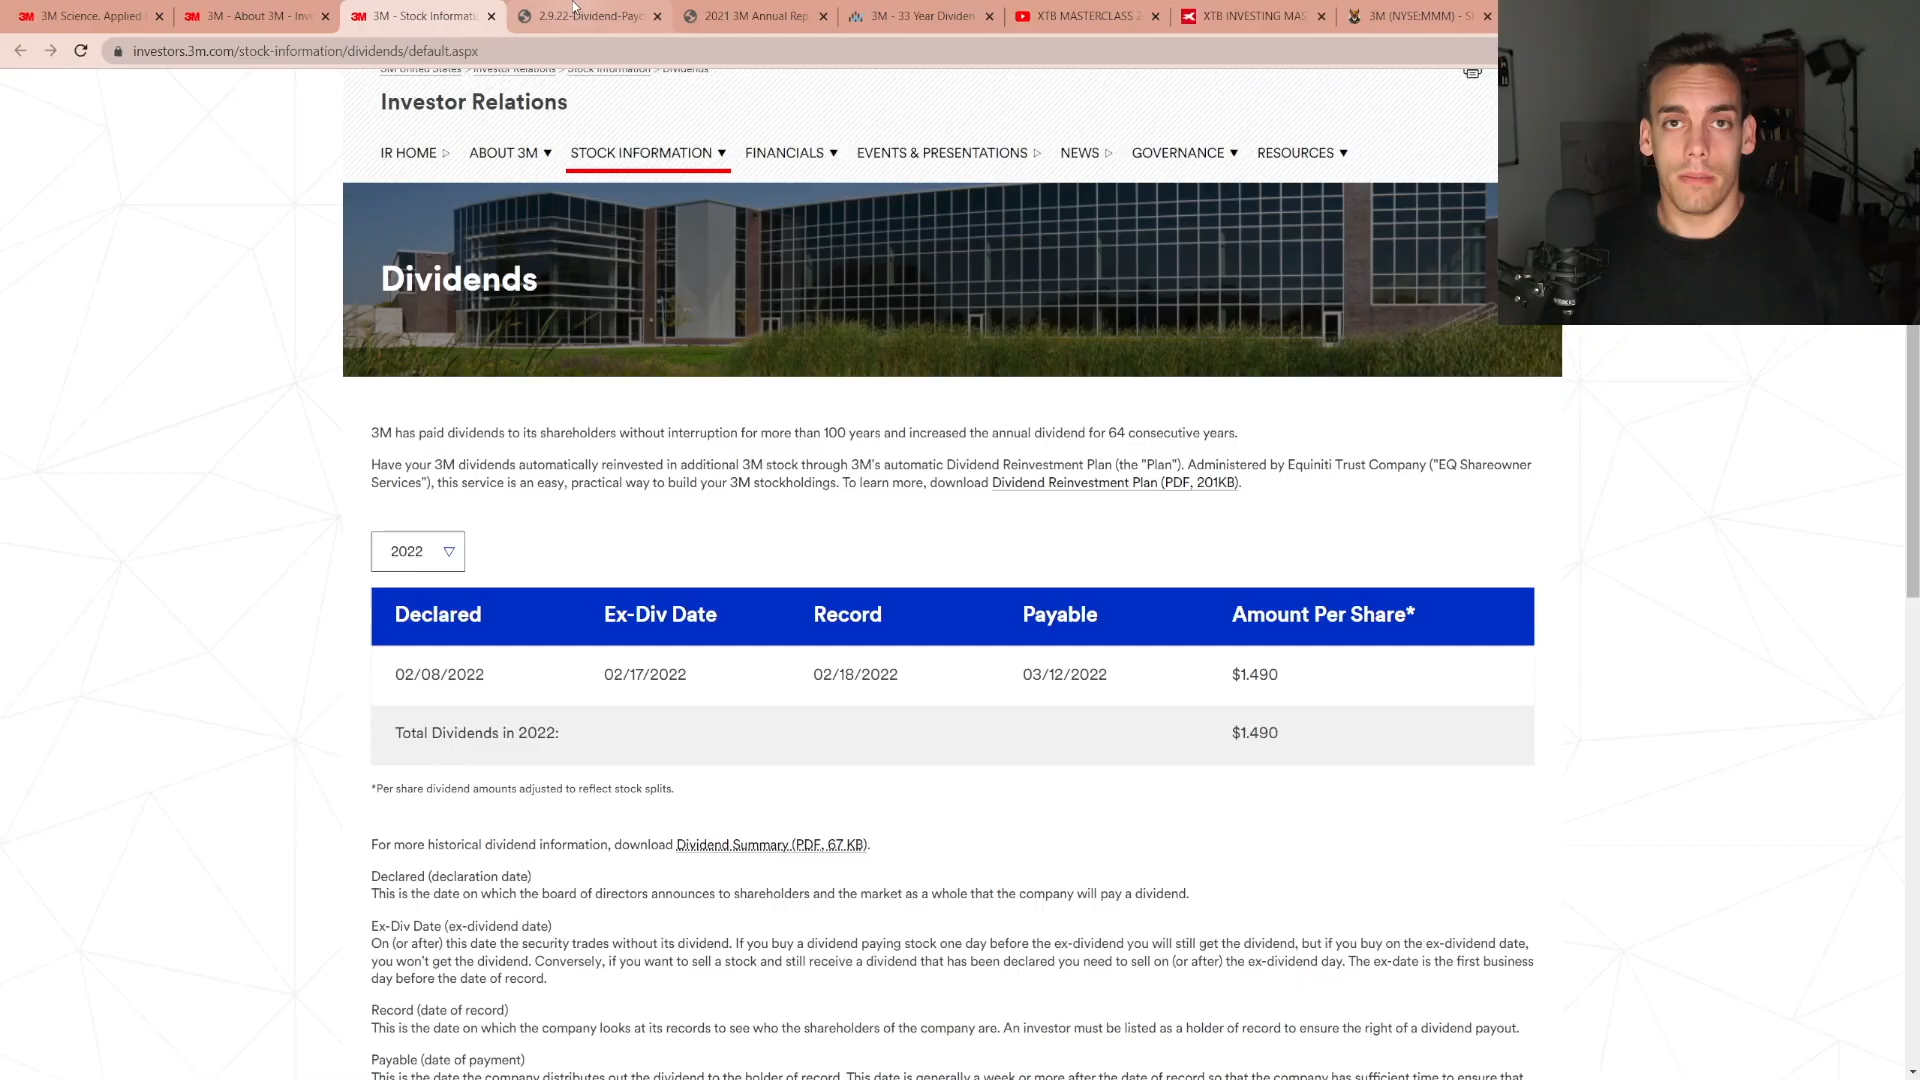 3M Science. Applied
3M - About 3M - Inve
3M - Stock Informati
2.9.22-Dividend-Payo
2021 3M Annual Rep
3M - 33 Year Dividen
XTB MASTERCLASS 2
XTB INVESTING MAS
3M (NYSE:MMM) - S
investors.3m.com/stock-information/dividends/default.aspx
3M United States > Investor Relations > Stock Information > Dividends
Investor Relations
IR HOME ABOUT 3M STOCK INFORMATION FINANCIALS EVENTS & PRESENTATIONS NEWS GOVERNANCE RESOURCES
Dividends
3M has paid dividends to its shareholders without interruption for more than 100 years and increased the annual dividend for 64 consecutive years.
Have your 3M dividends automatically reinvested in additional 3M stock through 3M's automatic Dividend Reinvestment Plan (the "Plan"). Administered by Equiniti Trust Company ("EQ Shareowner
Services"), this service is an easy, practical way to build your 3M stockholdings. To learn more, download Dividend Reinvestment Plan (PDF, 201KB).
2022
Declared Ex-Div Date Record Payable Amount Per Share*
02/08/2022 02/17/2022 02/18/2022 03/12/2022 $1.490
Total Dividends in 2022: $1.490
*Per share dividend amounts adjusted to reflect stock splits.
For more historical dividend information, download Dividend Summary (PDF, 67 KB).
Declared (declaration date)
This is the date on which the board of directors announces to shareholders and the market as a whole that the company will pay a dividend.
Ex-Div Date (ex-dividend date)
On (or after) this date the security trades without its dividend. If you buy a dividend paying stock one day before the ex-dividend you will still get the dividend, but if you buy on the ex-dividend date,
you won't get the dividend. Conversely, if you want to sell a stock and still receive a dividend that has been declared you need to sell on (or after) the ex-dividend day. The ex-date is the first business
day before the date of record.
Record (date of record)
This is the date on which the company looks at its records to see who the shareholders of the company are. An investor must be listed as a holder of record to ensure the right of a dividend payout.
Payable (date of payment)
This is the date the company distributes out the dividend to the holder of record. This date is generally a week or more after the date of record so that the company has sufficient time to ensure that